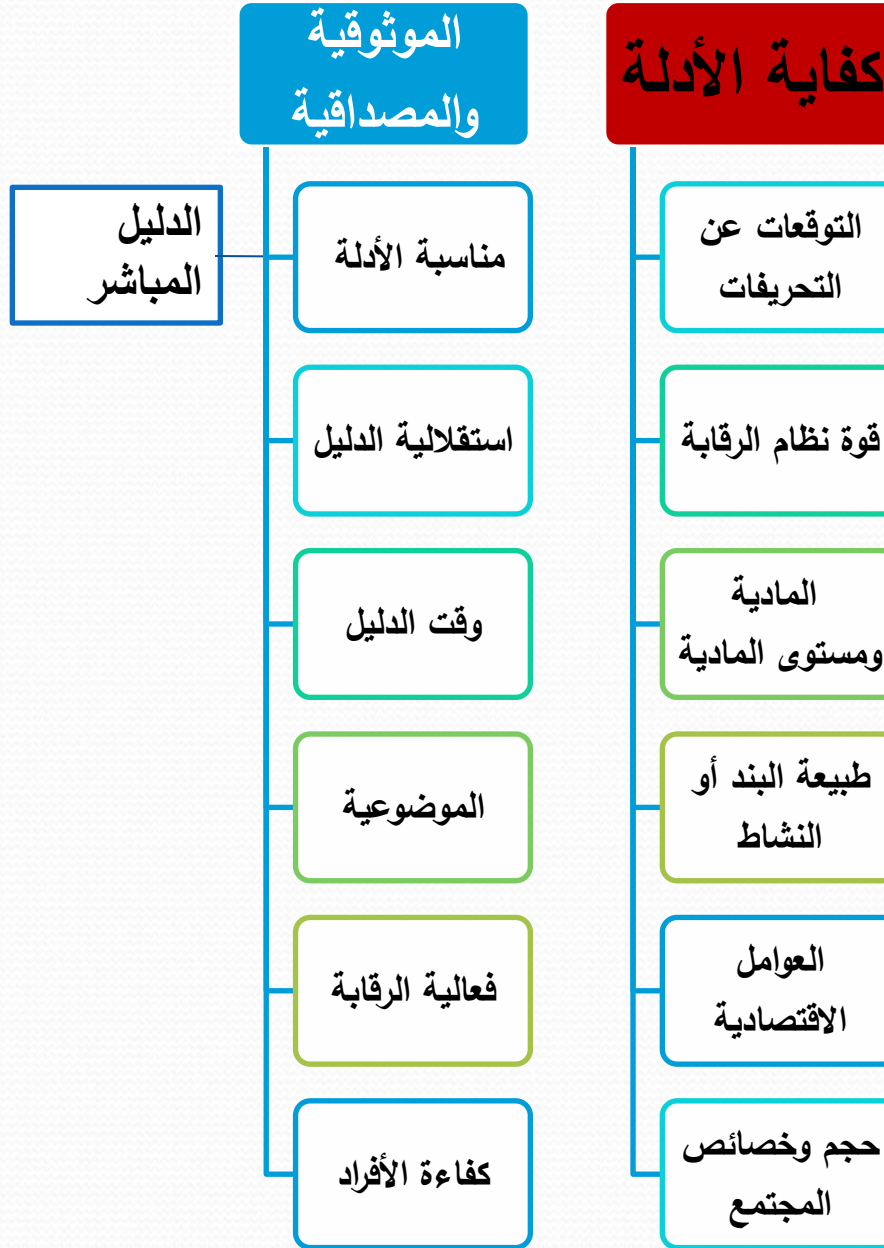 كفاية الأدلة
التوقعات عن
التحريفات
قوة نظام الرقابة
المادية
ومستوى المادية
طبيعة البند أو
النشاط
العوامل
الاقتصادية
حجم وخصائص
المجتمع
الموثوقية
والمصداقية
مناسبة الأدلة
استقلالية الدليل
وقت الدليل
الموضوعية
فعالية الرقابة
كفاءة الأفراد
الدليل
المباشر